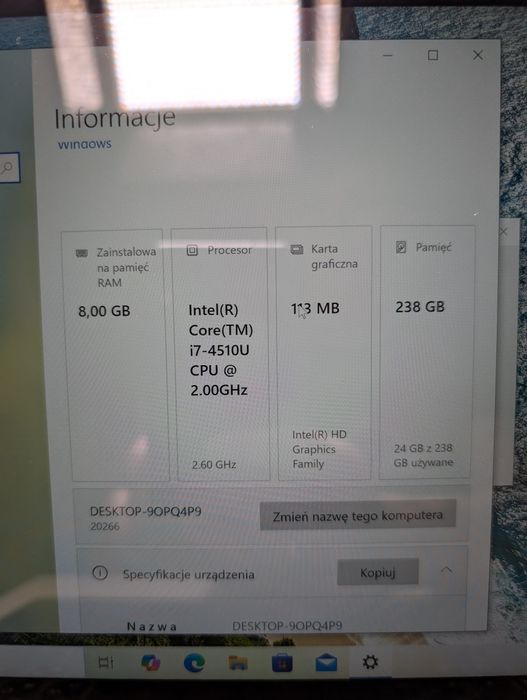 Informacje
Windows
Zainstalowa
na pamięć
RAM
8,00 GB
Procesor
Intel(R)
Core(TM)
i7-4510U
CPU @
2.00GHz
2.60 GHz
Karta
graficzna
113 MB
Intel(R) HD
Graphics
Family
Pamięć
238 GB
24 GB z 238
GB używane
DESKTOP-9OPQ4P9
20266
Zmień nazwę tego komputera
Specyfikacje urządzenia
Kopiuj
Nazwa
DESKTOP-9OPQ4P9